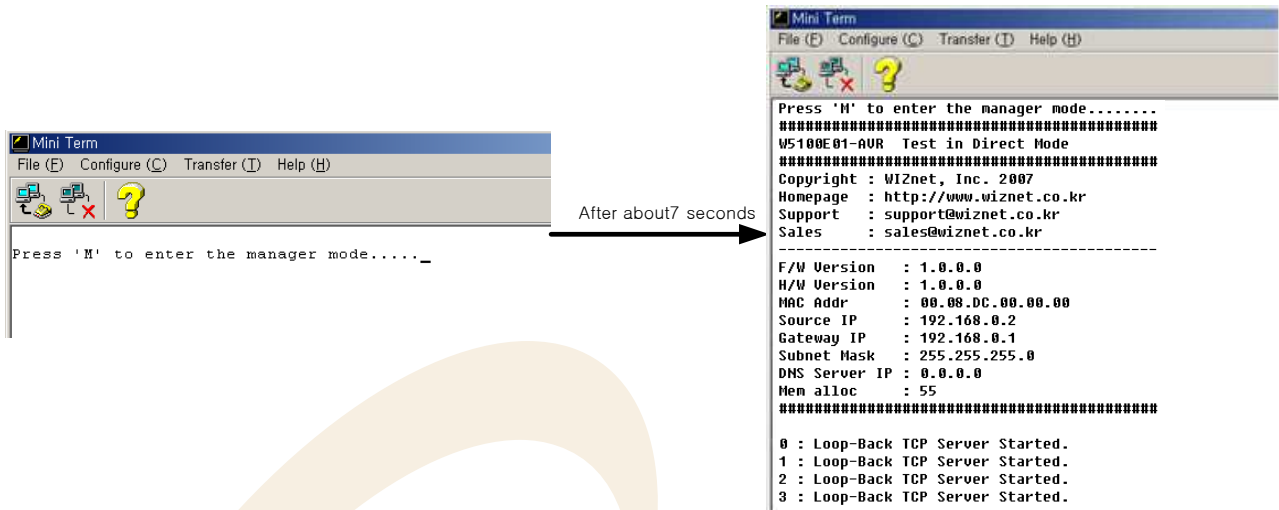 Mini Term
File (F) Configure (C) Transfer (T) Help (H)
Press 'M' to enter the manager mode....._
After about7 seconds
Mini Term
File (F) Configure (C) Transfer (T) Help (H)
Press 'M' to enter the manager mode........
###########################################
W5100E01-AVR Test in Direct Mode
###########################################
Copyright : WIZnet, Inc. 2007
Homepage : http://www.wiznet.co.kr
Support : support@wiznet.co.kr
Sales : sales@wiznet.co.kr
-------------------------------------------
F/W Version : 1.0.0.0
H/W Version : 1.0.0.0
MAC Addr : 00.08.DC.00.00.00
Source IP : 192.168.0.2
Gateway IP : 192.168.0.1
Subnet Mask : 255.255.255.0
DNS Server IP : 0.0.0.0
Mem alloc : 55
###########################################
0 : Loop-Back TCP Server Started.
1 : Loop-Back TCP Server Started.
2 : Loop-Back TCP Server Started.
3 : Loop-Back TCP Server Started.